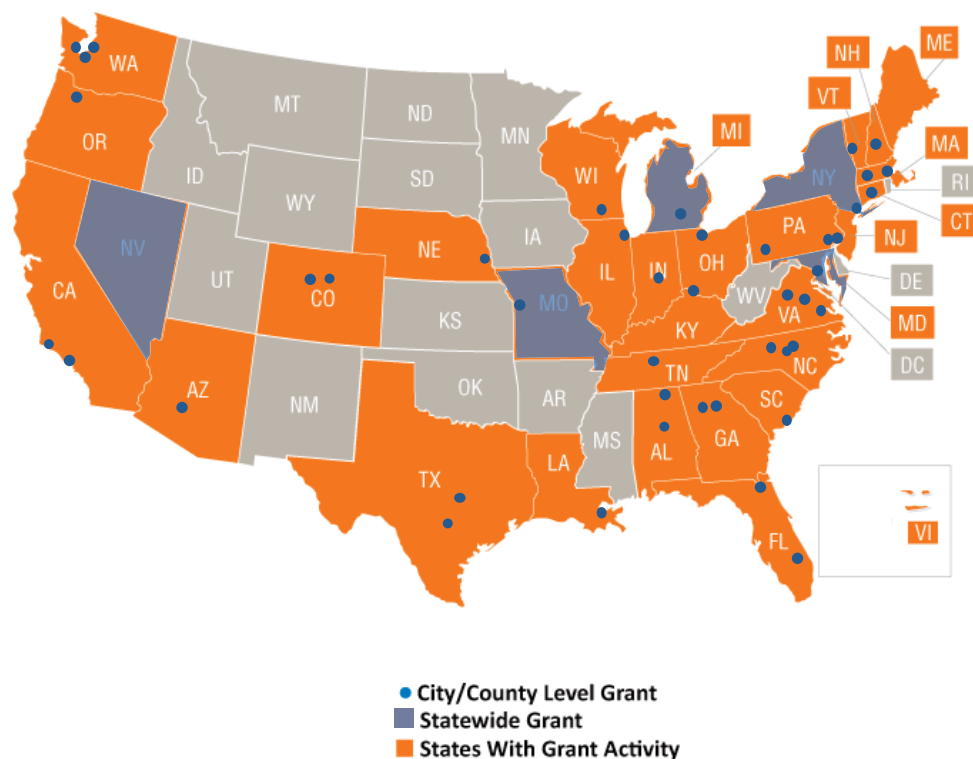 ME
NH
VT
WA
MT
ND
MN
MI
MA
OR
ID
WI
NY
RI
SD
WY
CT
PA
NJ
IA
NE
NV
OH
IL
IN
DE
UT
CA
CO
MO
WV
VA
MD
KS
KY
DC
NC
TN
AZ
OK
NM
AR
SC
MS
AL
GA
LA
TX
VI
FL
City/County Level Grant
Statewide Grant
States With Grant Activity